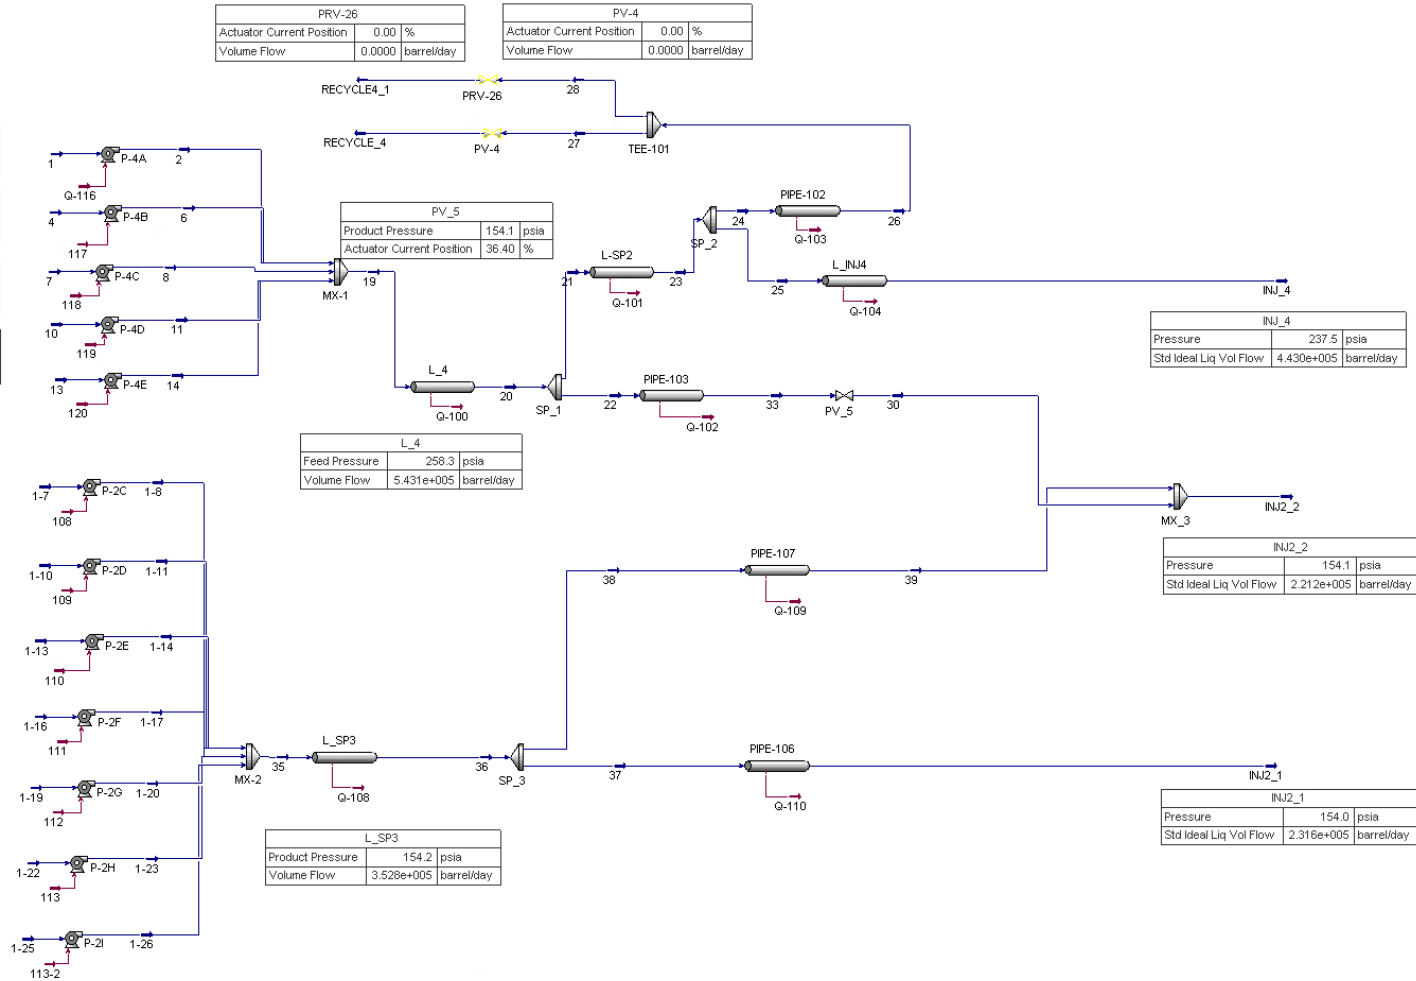 PRV-26
Actuator Current Position 0.00 %
Volume Flow 0.0000 barrel/day
PV-4
Actuator Current Position 0.00 %
Volume Flow 0.0000 barrel/day
RECYCLE4_1
PRV-26
28
RECYCLE_4
PV-4
27
TEE-101
1
P-4A
2
Q-116
4
P-4B
6
117
7
P-4C
8
118
10
P-4D
11
119
13
P-4E
14
120
PV_5
Product Pressure 154.1 psia
Actuator Current Position 36.40 %
MX-1
19
L_4
Q-100
20
SP_1
21
L-SP2
Q-101
23
SP_2
24
PIPE-102
Q-103
26
25
L_INJ4
Q-104
INJ_4
INJ_4
Pressure 237.5 psia
Std Ideal Liq Vol Flow 4.430e+005 barrel/day
22
PIPE-103
Q-102
33
PV_5
30
L_4
Feed Pressure 258.3 psia
Volume Flow 5.431e+005 barrel/day
1-7
P-2C
1-8
108
1-10
P-2D
1-11
109
1-13
P-2E
1-14
110
1-16
P-2F
1-17
111
1-19
P-2G
1-20
112
1-22
P-2H
1-23
113
1-25
P-2I
1-26
113-2
MX_3
INJ2_2
INJ2_2
Pressure 154.1 psia
Std Ideal Liq Vol Flow 2.212e+005 barrel/day
38
PIPE-107
Q-109
39
MX-2
35
L_SP3
Q-108
36
SP_3
37
PIPE-106
Q-110
INJ2_1
INJ2_1
Pressure 154.0 psia
Std Ideal Liq Vol Flow 2.316e+005 barrel/day
L_SP3
Product Pressure 154.2 psia
Volume Flow 3.528e+005 barrel/day